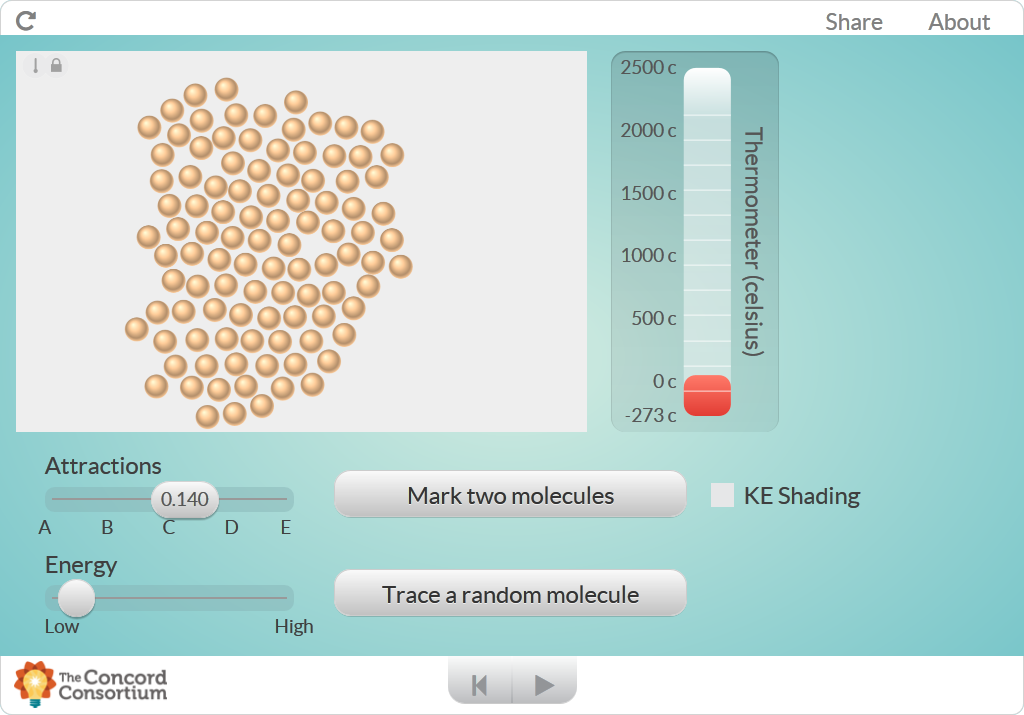 Share About
2500 c
2000 c
1500 c
1000 c
500 c
0 c
-273 c
Thermometer (celsius)
Attractions
0.140
A B C D E
Mark two molecules
KE Shading
Energy
Low High
Trace a random molecule
The Concord
Consortium